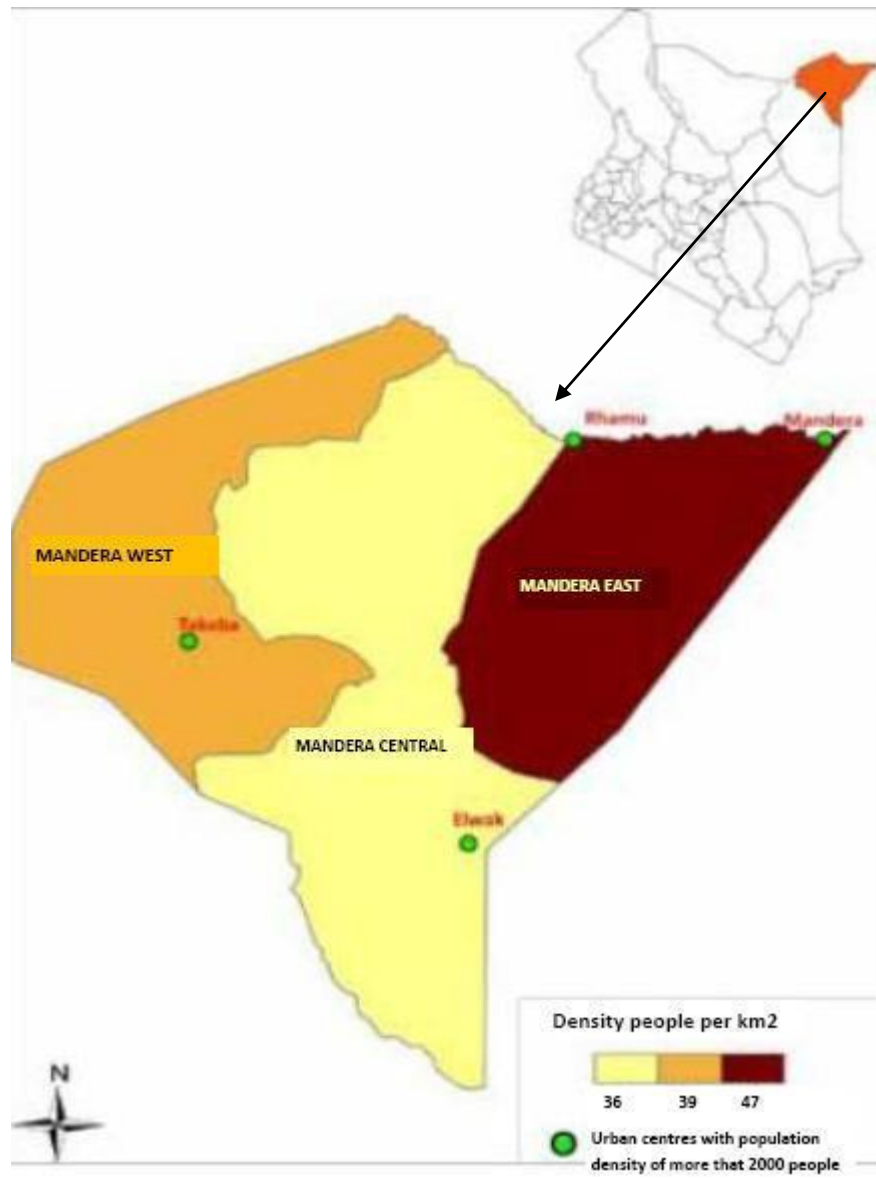 Rhamu
Mandera
MANDERA WEST
MANDERA EAST
Takaba
MANDERA CENTRAL
Elwak
Density people per km2
36 39 47
N
Urban centres with population
density of more that 2000 people